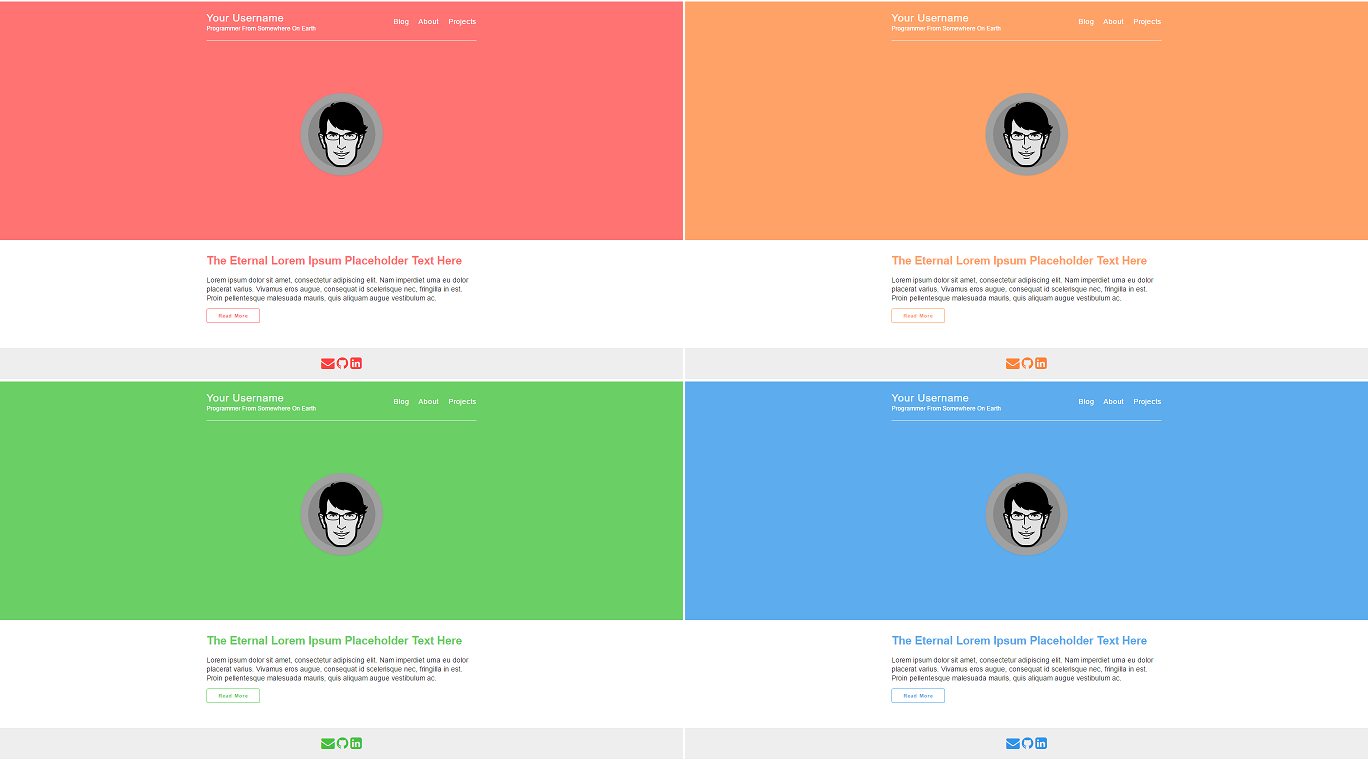 Your Username
Programmer From Somewhere On Earth
Blog About Projects
The Eternal Lorem Ipsum Placeholder Text Here
Lorem ipsum dolor sit amet, consectetur adipiscing elit. Nam imperdiet urna eu dolor
placerat varius. Vivamus eros augue, consequat id scelerisque nec, fringilla in est.
Proin pellentesque malesuada mauris, quis aliquam augue vestibulum ac.
Read More
in
Your Username
Programmer From Somewhere On Earth
Blog About Projects
The Eternal Lorem Ipsum Placeholder Text Here
Lorem ipsum dolor sit amet, consectetur adipiscing elit. Nam imperdiet urna eu dolor
placerat varius. Vivamus eros augue, consequat id scelerisque nec, fringilla in est.
Proin pellentesque malesuada mauris, quis aliquam augue vestibulum ac.
Read More
in
Your Username
Programmer From Somewhere On Earth
Blog About Projects
The Eternal Lorem Ipsum Placeholder Text Here
Lorem ipsum dolor sit amet, consectetur adipiscing elit. Nam imperdiet urna eu dolor
placerat varius. Vivamus eros augue, consequat id scelerisque nec, fringilla in est.
Proin pellentesque malesuada mauris, quis aliquam augue vestibulum ac.
Read More
in
Your Username
Programmer From Somewhere On Earth
Blog About Projects
The Eternal Lorem Ipsum Placeholder Text Here
Lorem ipsum dolor sit amet, consectetur adipiscing elit. Nam imperdiet urna eu dolor
placerat varius. Vivamus eros augue, consequat id scelerisque nec, fringilla in est.
Proin pellentesque malesuada mauris, quis aliquam augue vestibulum ac.
Read More
in